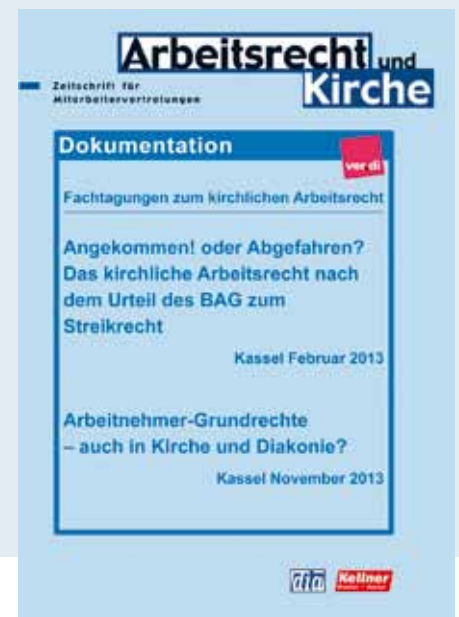 Arbeitsrecht und
Kirche
Zeitschrift für
Mitarbeitervertretungen
Dokumentation
ver.di
Fachtagungen zum kirchlichen Arbeitsrecht
Angekommen! oder Abgefahren?
Das kirchliche Arbeitsrecht nach
dem Urteil des BAG zum
Streikrecht
Kassel Februar 2013
Arbeitnehmer-Grundrechte
– auch in Kirche und Diakonie?
Kassel November 2013
dia
Kellner